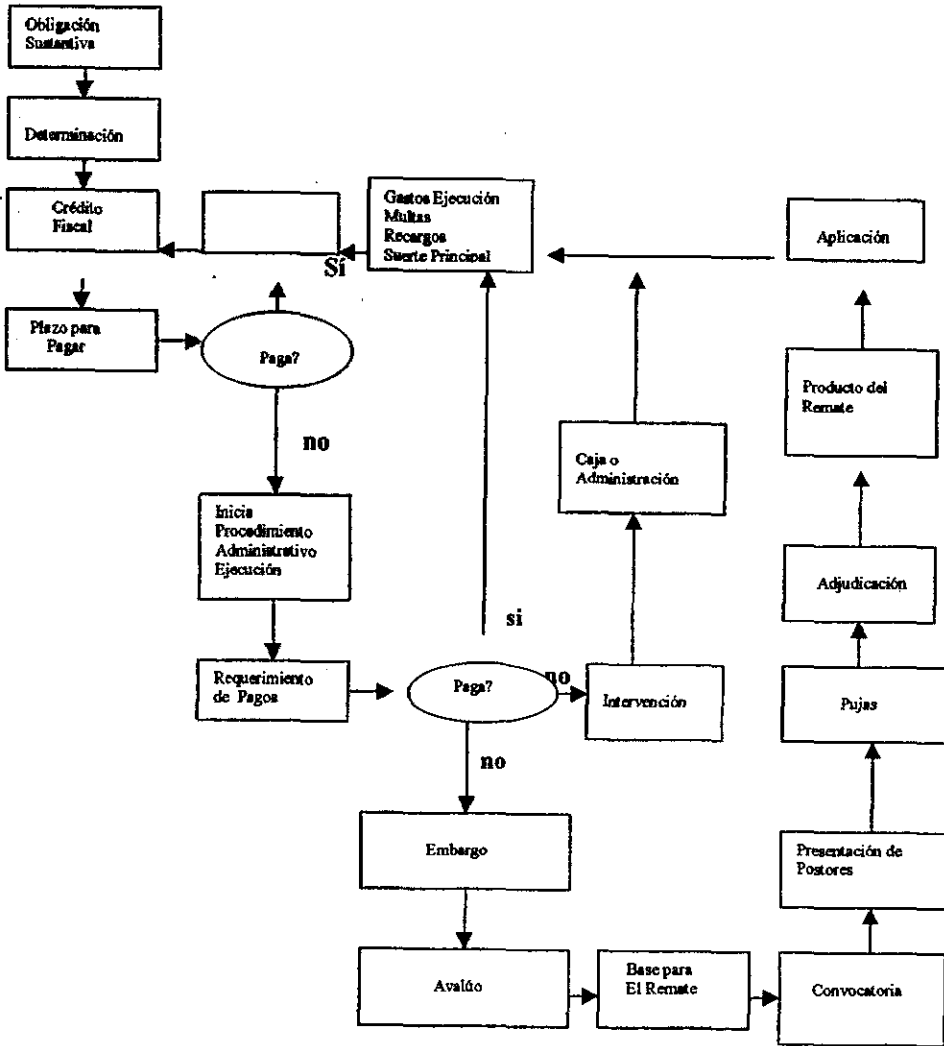 Obligación
Sustantiva
Determinación
Crédito
Fiscal
Gastos Ejecución
Multas
Recargos
Suerte Principal
Aplicación
Sí
Plazo para
Pagar
Paga?
Producto del
Remate
no
Caja o
Administración
Inicia
Procedimiento
Administrativo
Ejecución
Adjudicación
si
Requerimiento
de Pagos
Paga?
no
Intervención
Pujas
no
Embargo
Presentación de
Postores
Avalúo
Base para
El Remate
Convocatoria